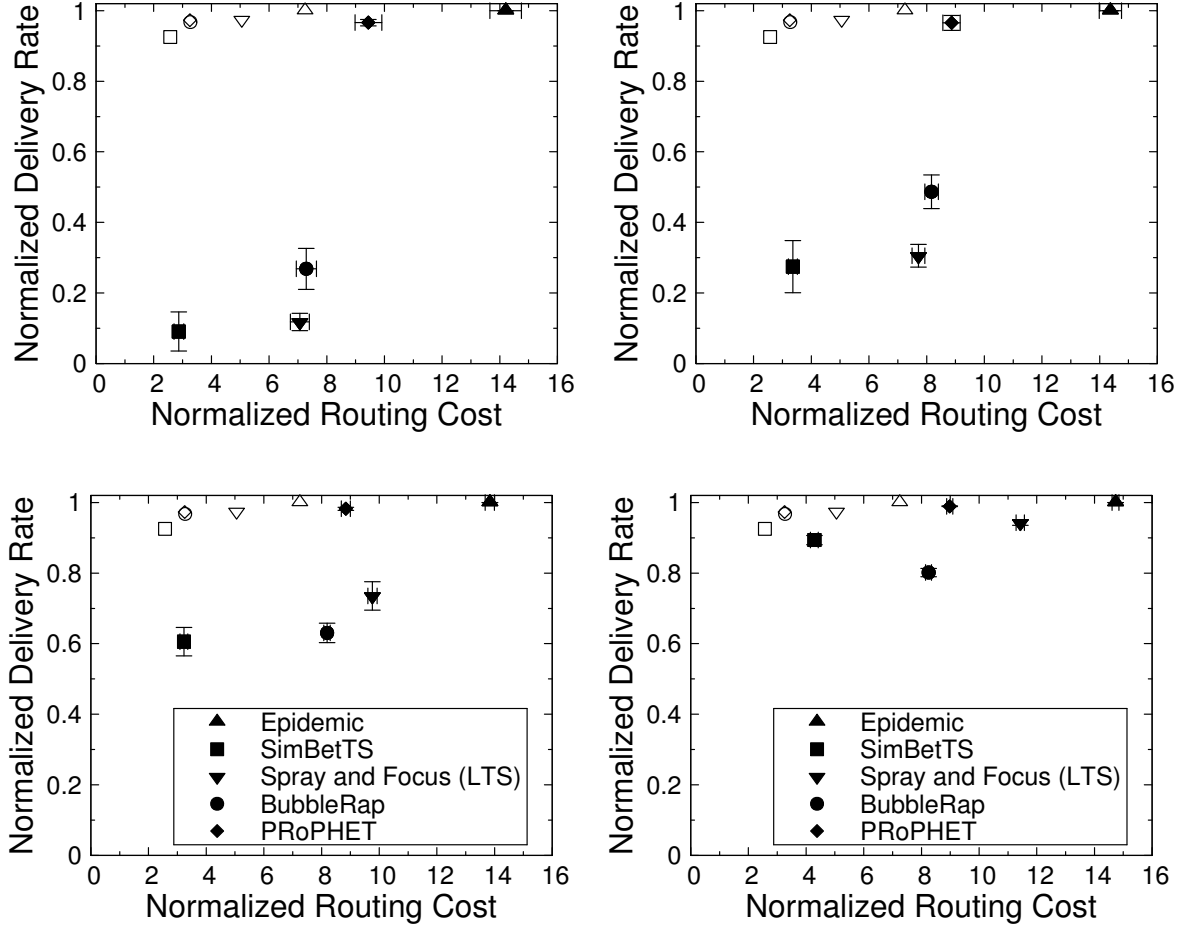 Normalized Delivery Rate
1
0.8
0.6
0.4
0.2
0
0 2 4 6 8 10 12 14 16
Normalized Routing Cost
Normalized Delivery Rate
1
0.8
0.6
0.4
0.2
0
0 2 4 6 8 10 12 14 16
Normalized Routing Cost
Normalized Delivery Rate
1
0.8
0.6
0.4
0.2
0
Epidemic
SimBetTS
Spray and Focus (LTS)
BubbleRap
PRoPHET
0 2 4 6 8 10 12 14 16
Normalized Routing Cost
Normalized Delivery Rate
1
0.8
0.6
0.4
0.2
0
Epidemic
SimBetTS
Spray and Focus (LTS)
BubbleRap
PRoPHET
0 2 4 6 8 10 12 14 16
Normalized Routing Cost